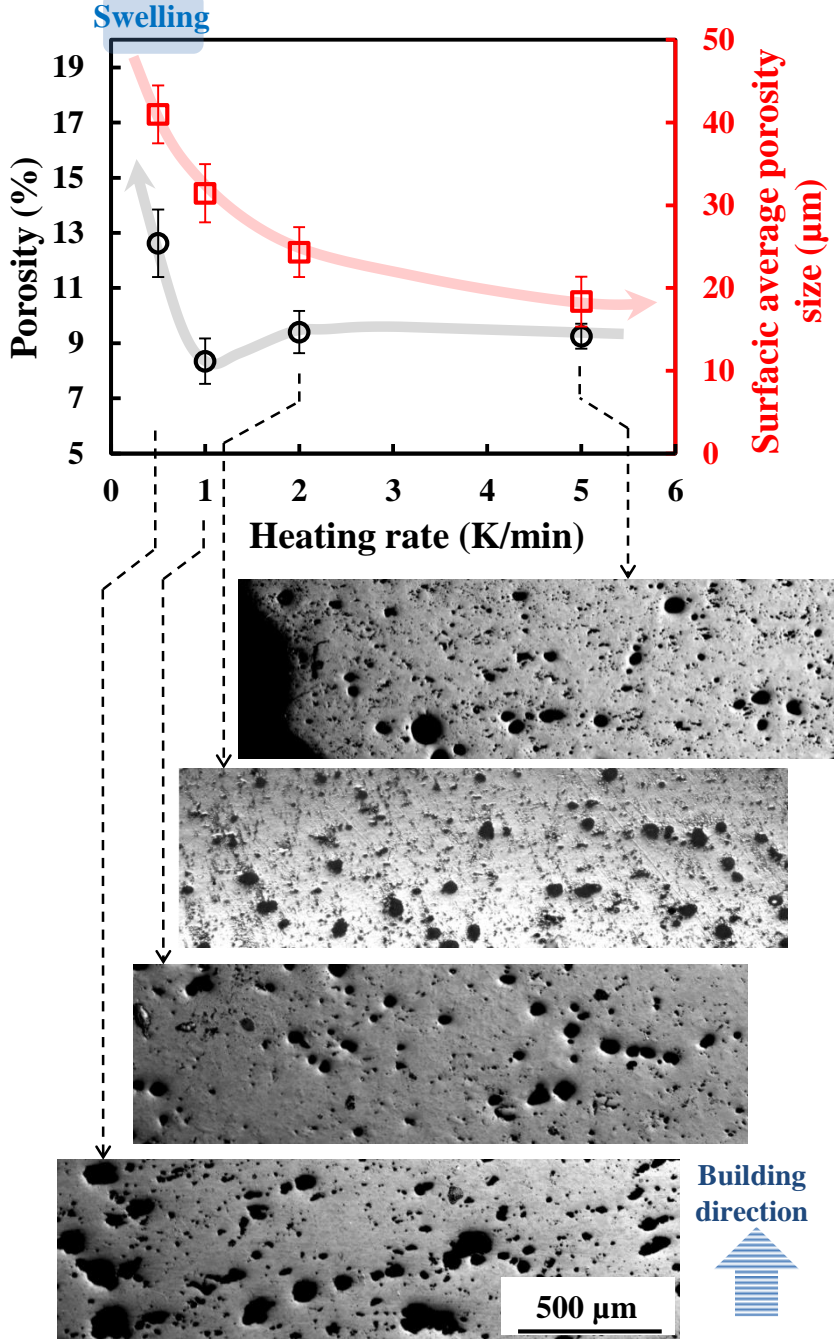 Swelling
19
17
15
13
11
9
7
5
Porosity (%)
50
40
30
20
10
0
Surfacic average porosity
size (µm)
0 1 2 3 4 5 6
Heating rate (K/min)
Building
direction
500 µm